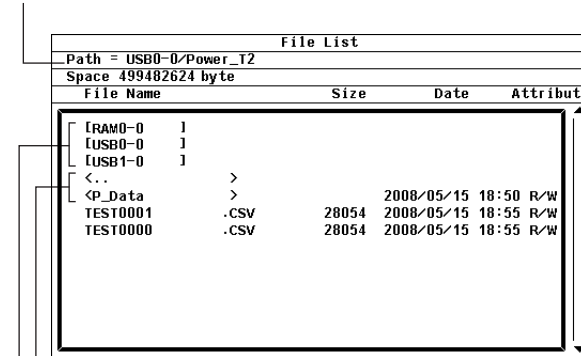 File List
Path = USB0-0/Power_T2
Space 499482624 byte
File Name Size Date Attribut
[RAM0-0 ]
[USB0-0 ]
[USB1-0 ]
<.. >
<P_Data > 2008/05/15 18:50 R/W
TEST0001 .CSV 28054 2008/05/15 18:55 R/W
TEST0000 .CSV 28054 2008/05/15 18:55 R/W